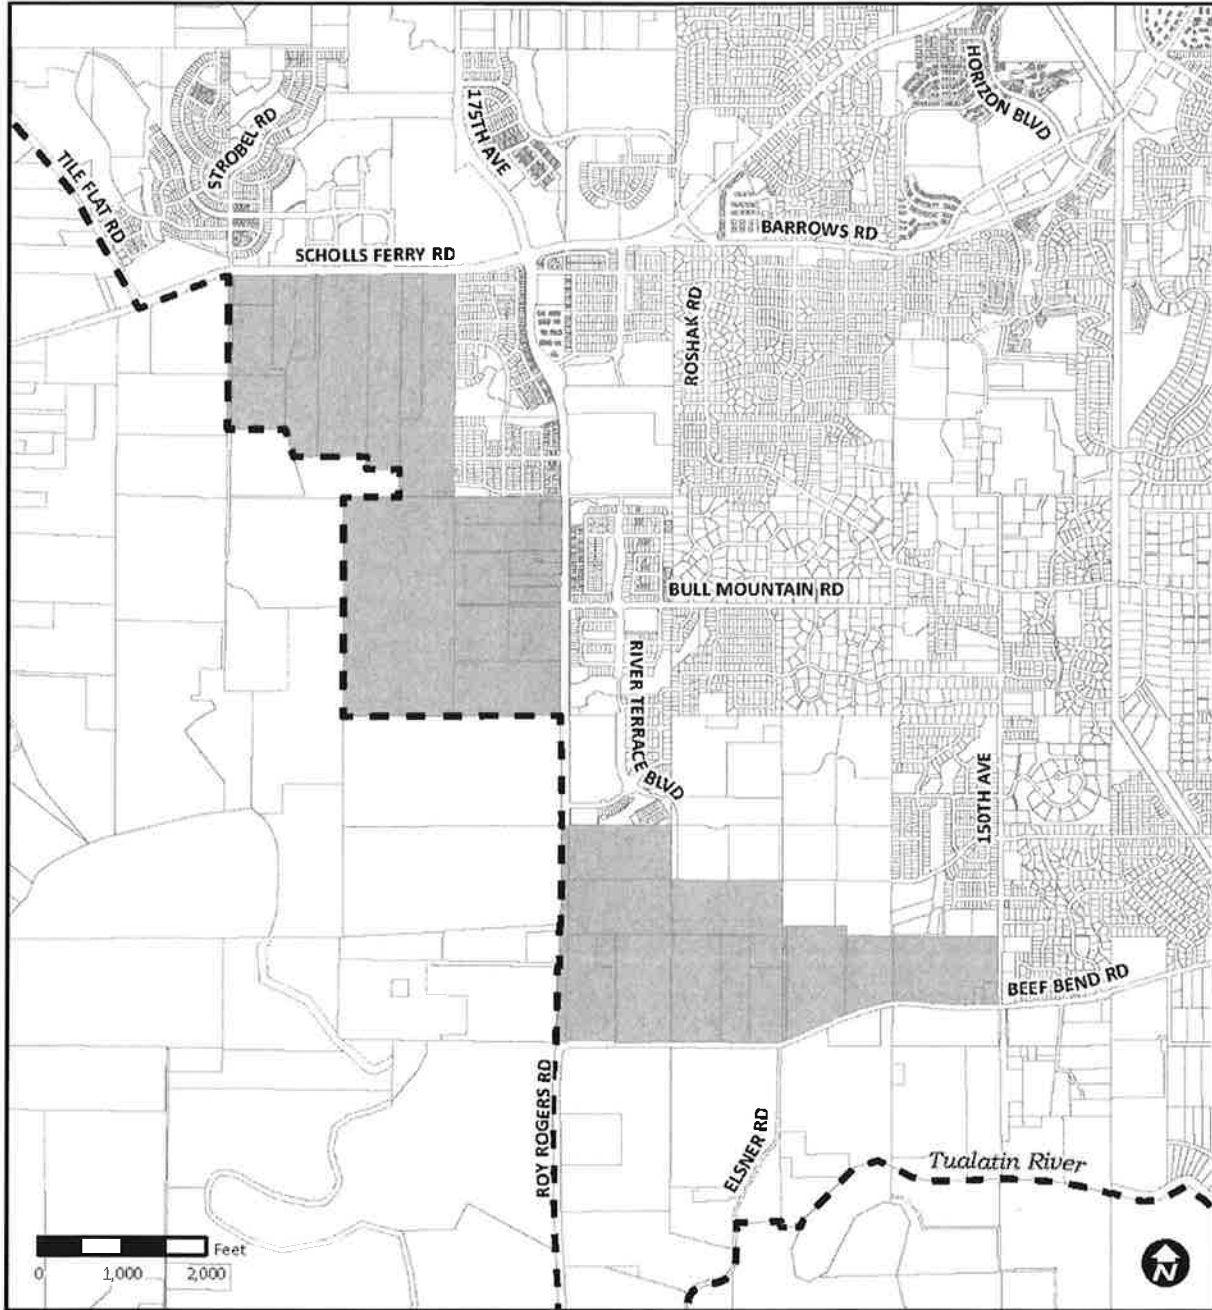 HORIZON BLVD
175TH AVE
STROBEL RD
TILE FLAT RD
BARROWS RD
SCHOLLS FERRY RD
ROSHAK RD
BULL MOUNTAIN RD
RIVER TERRACE BLVD
150TH AVE
BEEF BEND RD
ROY ROGERS RD
ELSNER RD
Tualatin River
Feet
0 1,000 2,000
N